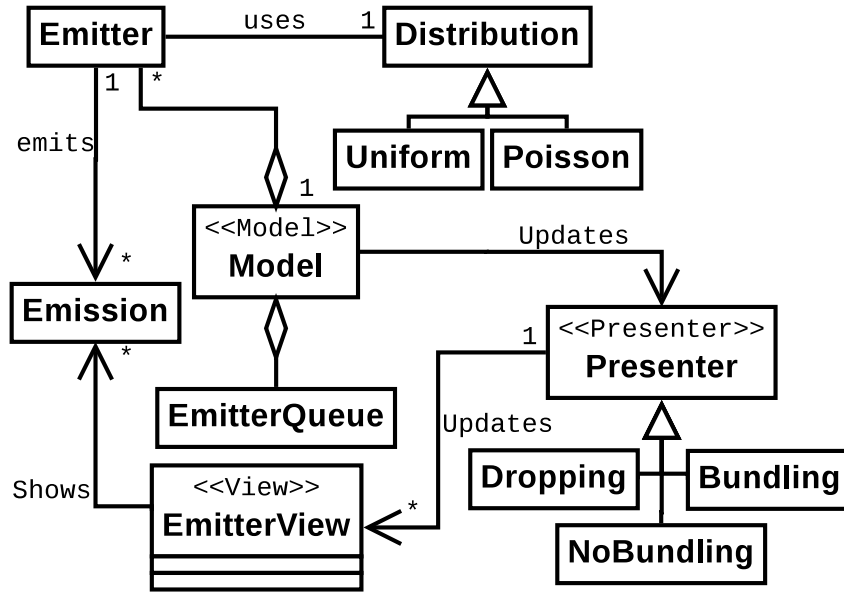 Emitter
uses
1
Distribution
1
*
emits
Uniform
Poisson
1
<<Model>>
Model
Updates
*
Emission
*
<<Presenter>>
Presenter
1
EmitterQueue
Updates
Dropping
Bundling
Shows
<<View>>
EmitterView
*
NoBundling